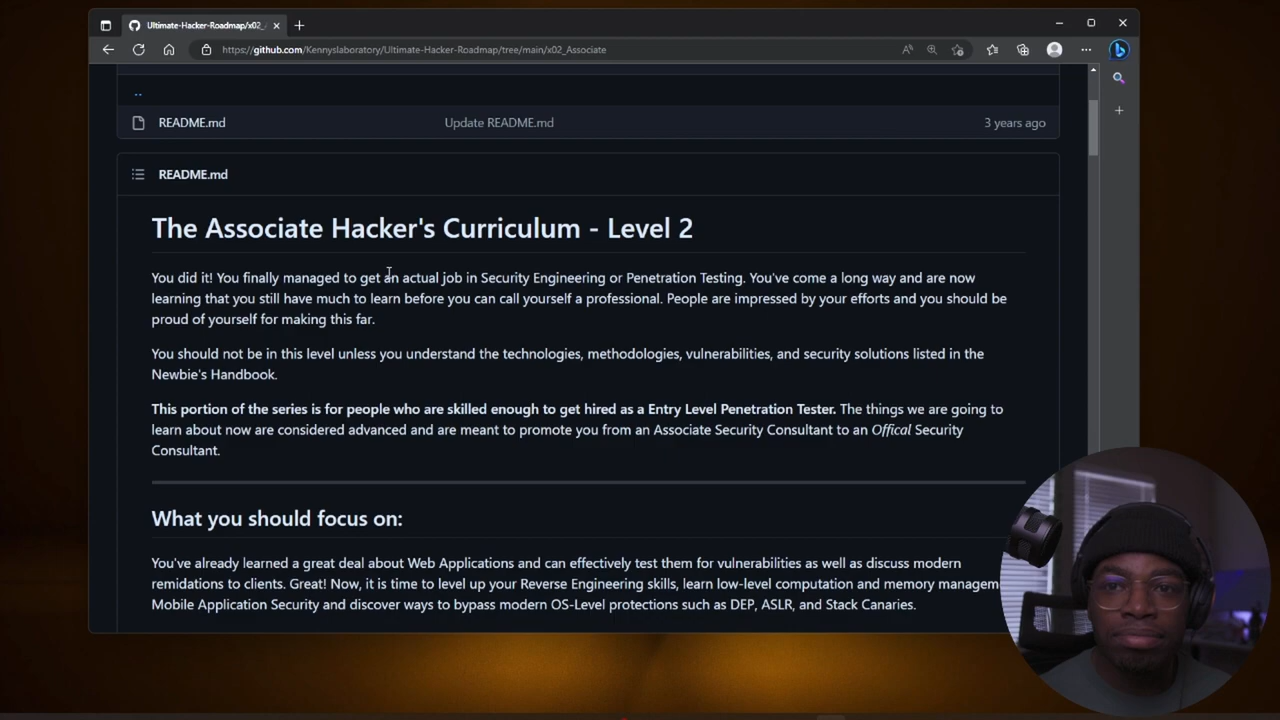 Ultimate-Hacker-Roadmap/x02_
https://github.com/Kennyslaboratory/Ultimate-Hacker-Roadmap/tree/main/x02_Associate
..
README.md Update README.md 3 years ago
README.md
The Associate Hacker's Curriculum - Level 2
You did it! You finally managed to get an actual job in Security Engineering or Penetration Testing. You've come a long way and are now
learning that you still have much to learn before you can call yourself a professional. People are impressed by your efforts and you should be
proud of yourself for making this far.
You should not be in this level unless you understand the technologies, methodologies, vulnerabilities, and security solutions listed in the
Newbie's Handbook.
This portion of the series is for people who are skilled enough to get hired as a Entry Level Penetration Tester. The things we are going to
learn about now are considered advanced and are meant to promote you from an Associate Security Consultant to an Offical Security
Consultant.
What you should focus on:
You've already learned a great deal about Web Applications and can effectively test them for vulnerabilities as well as discuss modern
remidations to clients. Great! Now, it is time to level up your Reverse Engineering skills, learn low-level computation and memory managem
Mobile Application Security and discover ways to bypass modern OS-Level protections such as DEP, ASLR, and Stack Canaries.